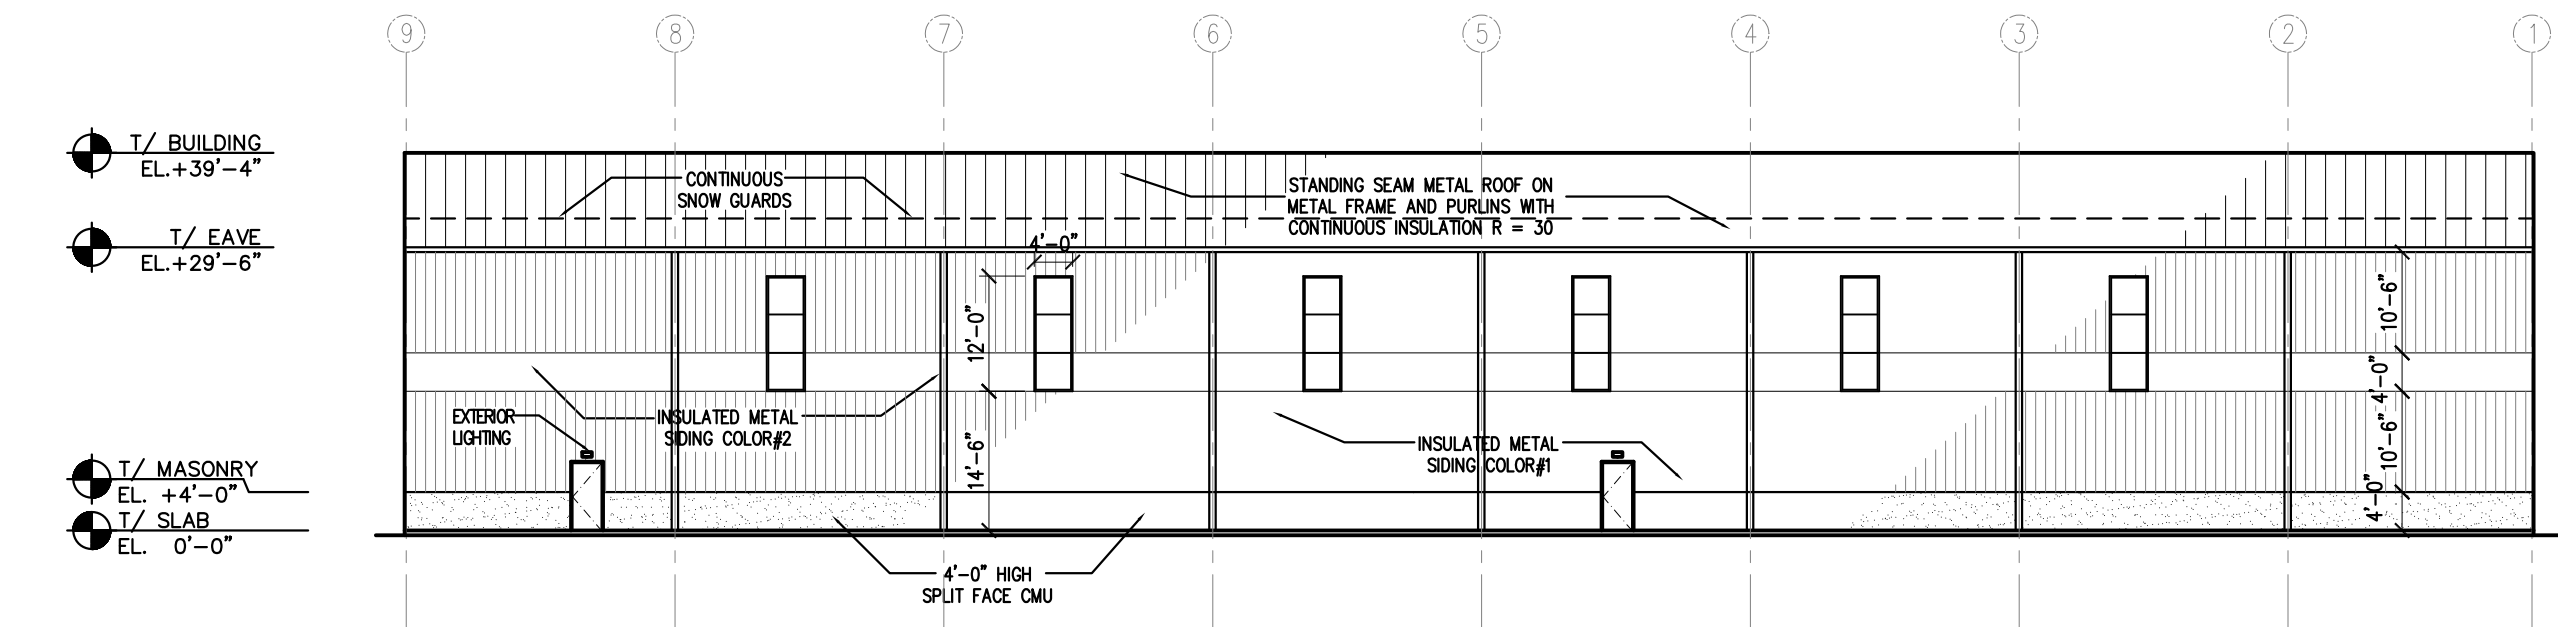 9 8 7 6 5 4 3 2 1
T/ BUILDING
EL.+39'-4"
T/ EAVE
EL.+29'-6"
T/ MASONRY
EL. +4'-0"
T/ SLAB
EL. 0'-0"
CONTINUOUS
SNOW GUARDS
STANDING SEAM METAL ROOF ON
METAL FRAME AND PURLINS WITH
CONTINUOUS INSULATION R = 30
4'-0"
12'-0"
14'-6"
EXTERIOR
LIGHTING
INSULATED METAL
SIDING COLOR#2
INSULATED METAL
SIDING COLOR#1
10'-6"
4'-0"
10'-6"
4'-0"
4'-0" HIGH
SPLIT FACE CMU